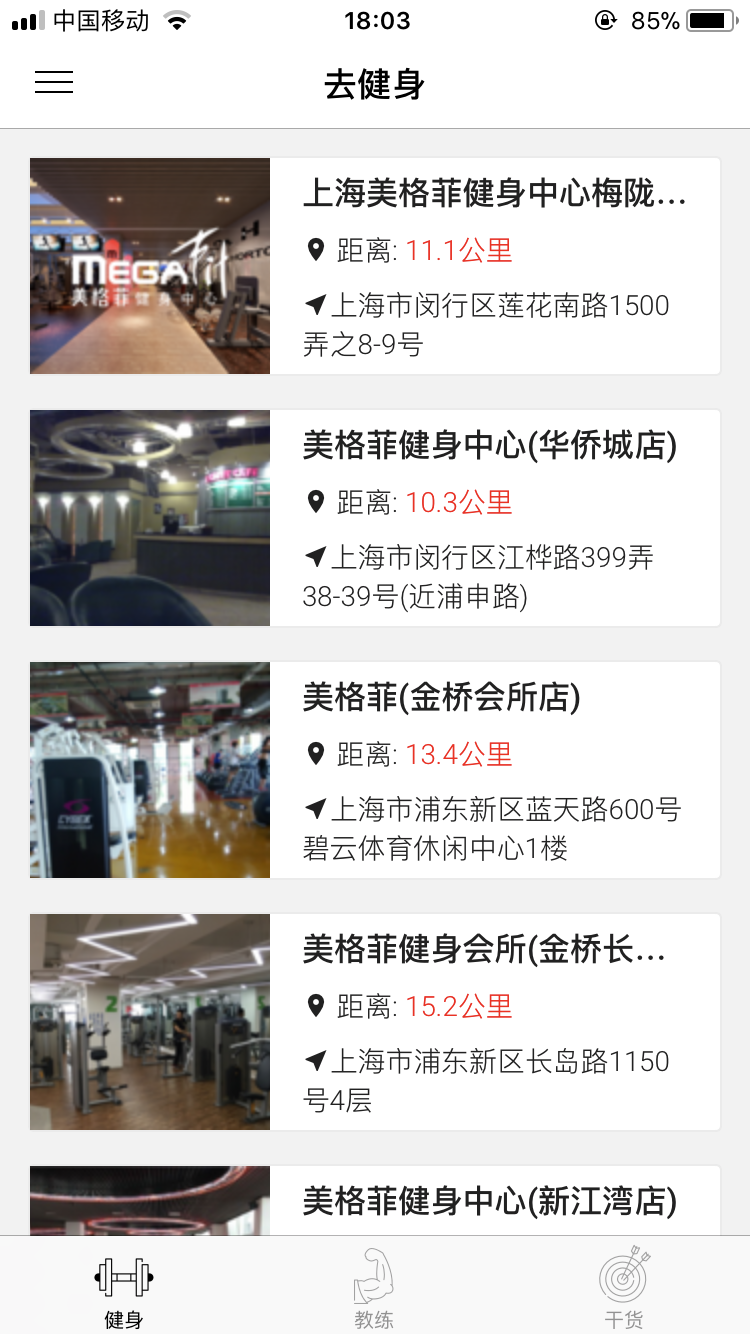 中国移动
18:03
85%
去健身
MEGA Fit
美格菲健身中心
上海美格菲健身中心梅陇...
距离: 11.1公里
上海市闵行区莲花南路1500
弄之8-9号
美格菲健身中心(华侨城店)
距离: 10.3公里
上海市闵行区江桦路399弄
38-39号(近浦申路)
CYBEX
美格菲(金桥会所店)
距离: 13.4公里
上海市浦东新区蓝天路600号
碧云体育休闲中心1楼
2
美格菲健身会所(金桥长...
距离: 15.2公里
上海市浦东新区长岛路1150
号4层
美格菲健身中心(新江湾店)
健身
教练
干货